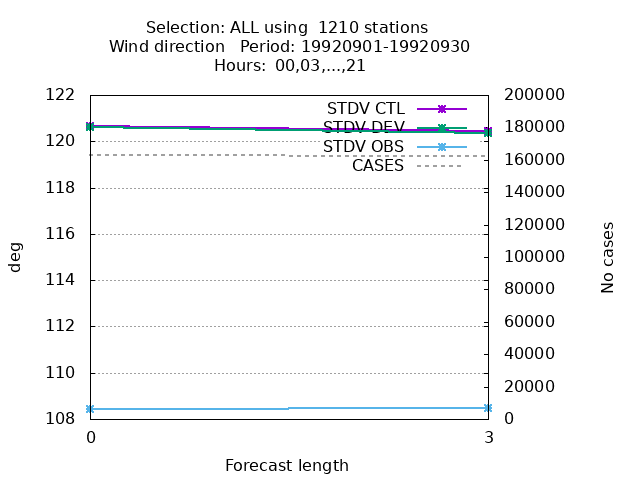 Selection: ALL using  1210 stations
Wind direction   Period: 19920901-19920930
Hours:  00,03,...,21
122
120
118
116
114
112
110
108
200000
180000
160000
140000
120000
100000
80000
60000
40000
20000
0
STDV CTL
STDV DEV
STDV OBS
CASES
deg
No cases
0
3
Forecast length